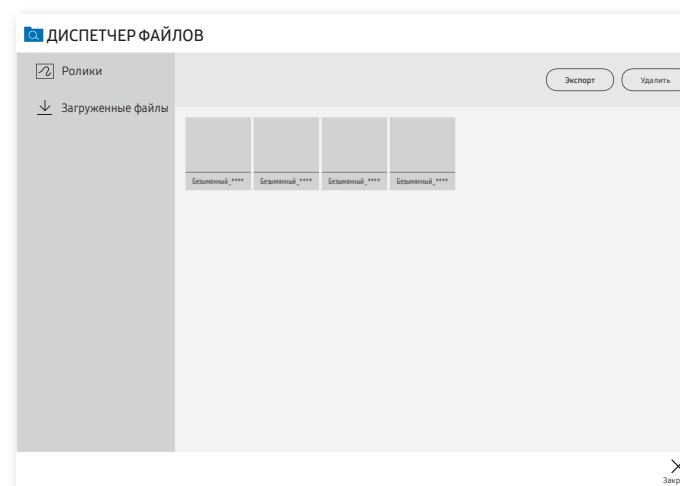 ДИСПЕТЧЕР ФАЙЛОВ
Ролики
Экспорт
Удалить
Загруженные файлы
Безымянный_****
Безымянный_****
Безымянный_****
Безымянный_****